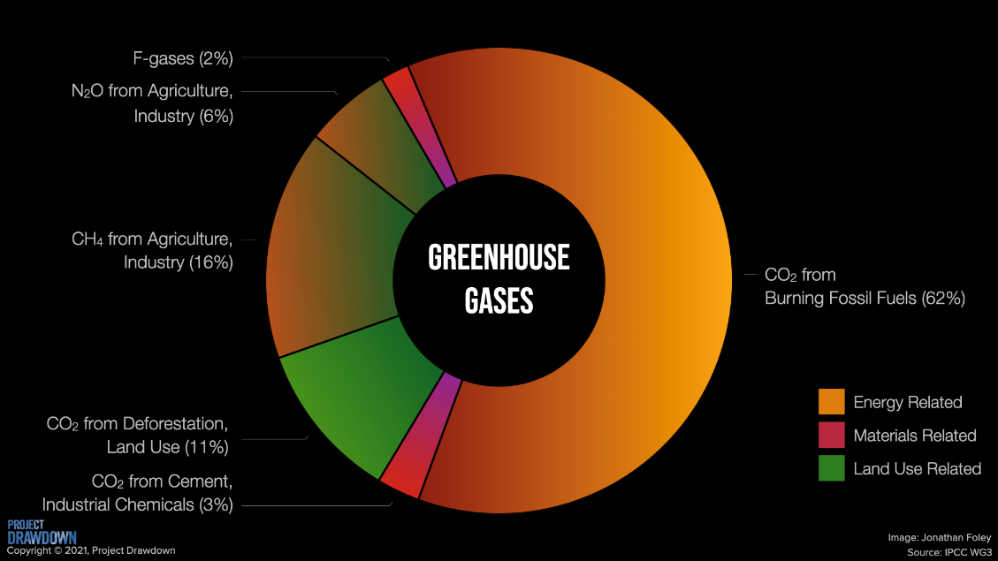 F-gases (2%)
N₂O from Agriculture,
Industry (6%)
CH₄ from Agriculture,
Industry (16%)
CO₂ from Deforestation,
Land Use (11%)
CO₂ from Cement,
Industrial Chemicals (3%)
GREENHOUSE
GASES
CO₂ from
Burning Fossil Fuels (62%)
Energy Related
Materials Related
Land Use Related
PROJECT
DRAWDOWN
Copyright © 2021, Project Drawdown
Image: Jonathan Foley
Source: IPCC WG3